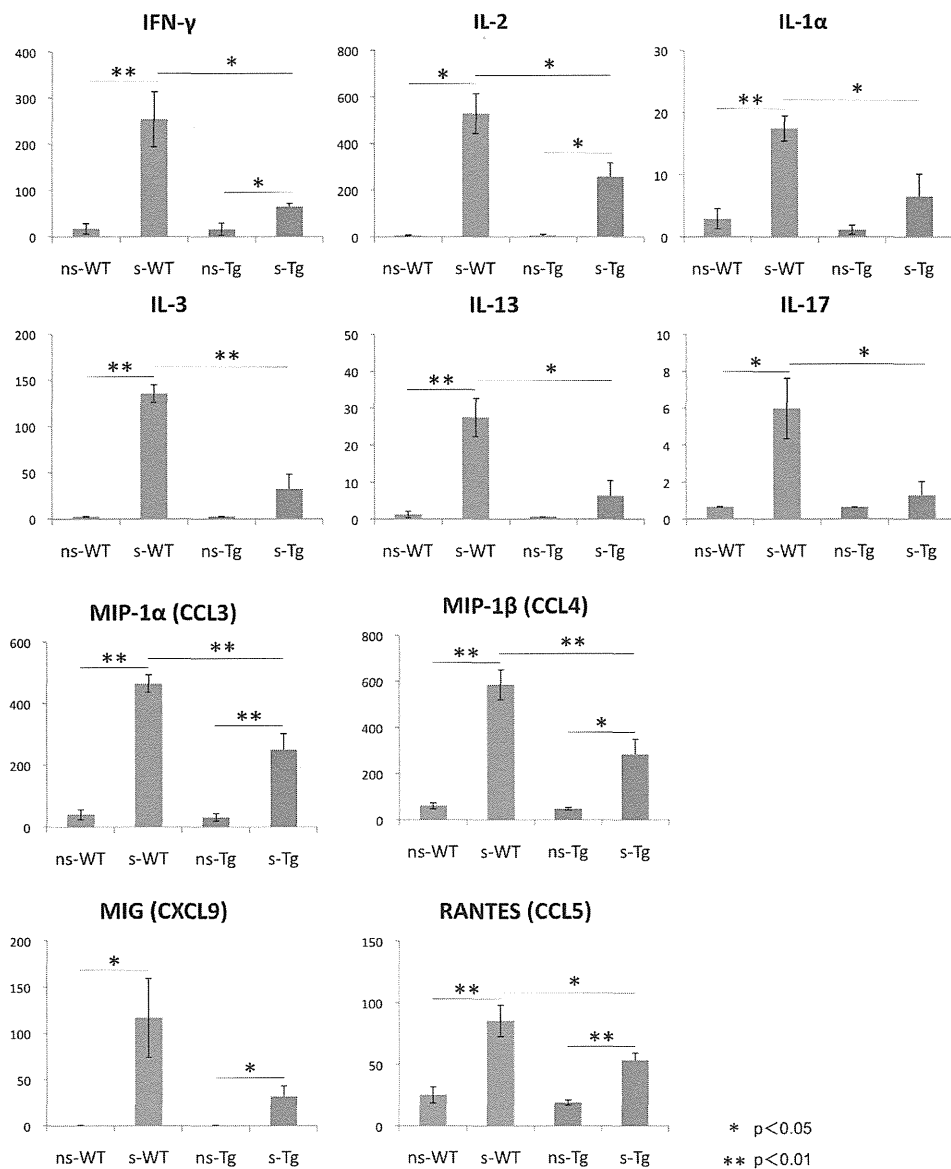 IFN-γ IL-2 IL-1α
400 800 30
** * * * ** *
300 600
20
200 400
* 10
100 * 200
0 0 0
ns-WT s-WT ns-Tg s-Tg ns-WT s-WT ns-Tg s-Tg ns-WT s-WT ns-Tg s-Tg
IL-3 IL-13 IL-17
200 50 10
** ** ** * * *
150 40 8
30 6
100
20 4
50 10 2
0 0 0
ns-WT s-WT ns-Tg s-Tg ns-WT s-WT ns-Tg s-Tg ns-WT s-WT ns-Tg s-Tg
MIP-1α (CCL3) MIP-1β (CCL4)
600 800
** ** ** **
400 600
** 400 *
200 200
0 0
ns-WT s-WT ns-Tg s-Tg ns-WT s-WT ns-Tg s-Tg
MIG (CXCL9) RANTES (CCL5)
200 150
* ** *
150 100
100 **
50 * 50
0 0
ns-WT s-WT ns-Tg s-Tg ns-WT s-WT ns-Tg s-Tg
* p<0.05
** p<0.01